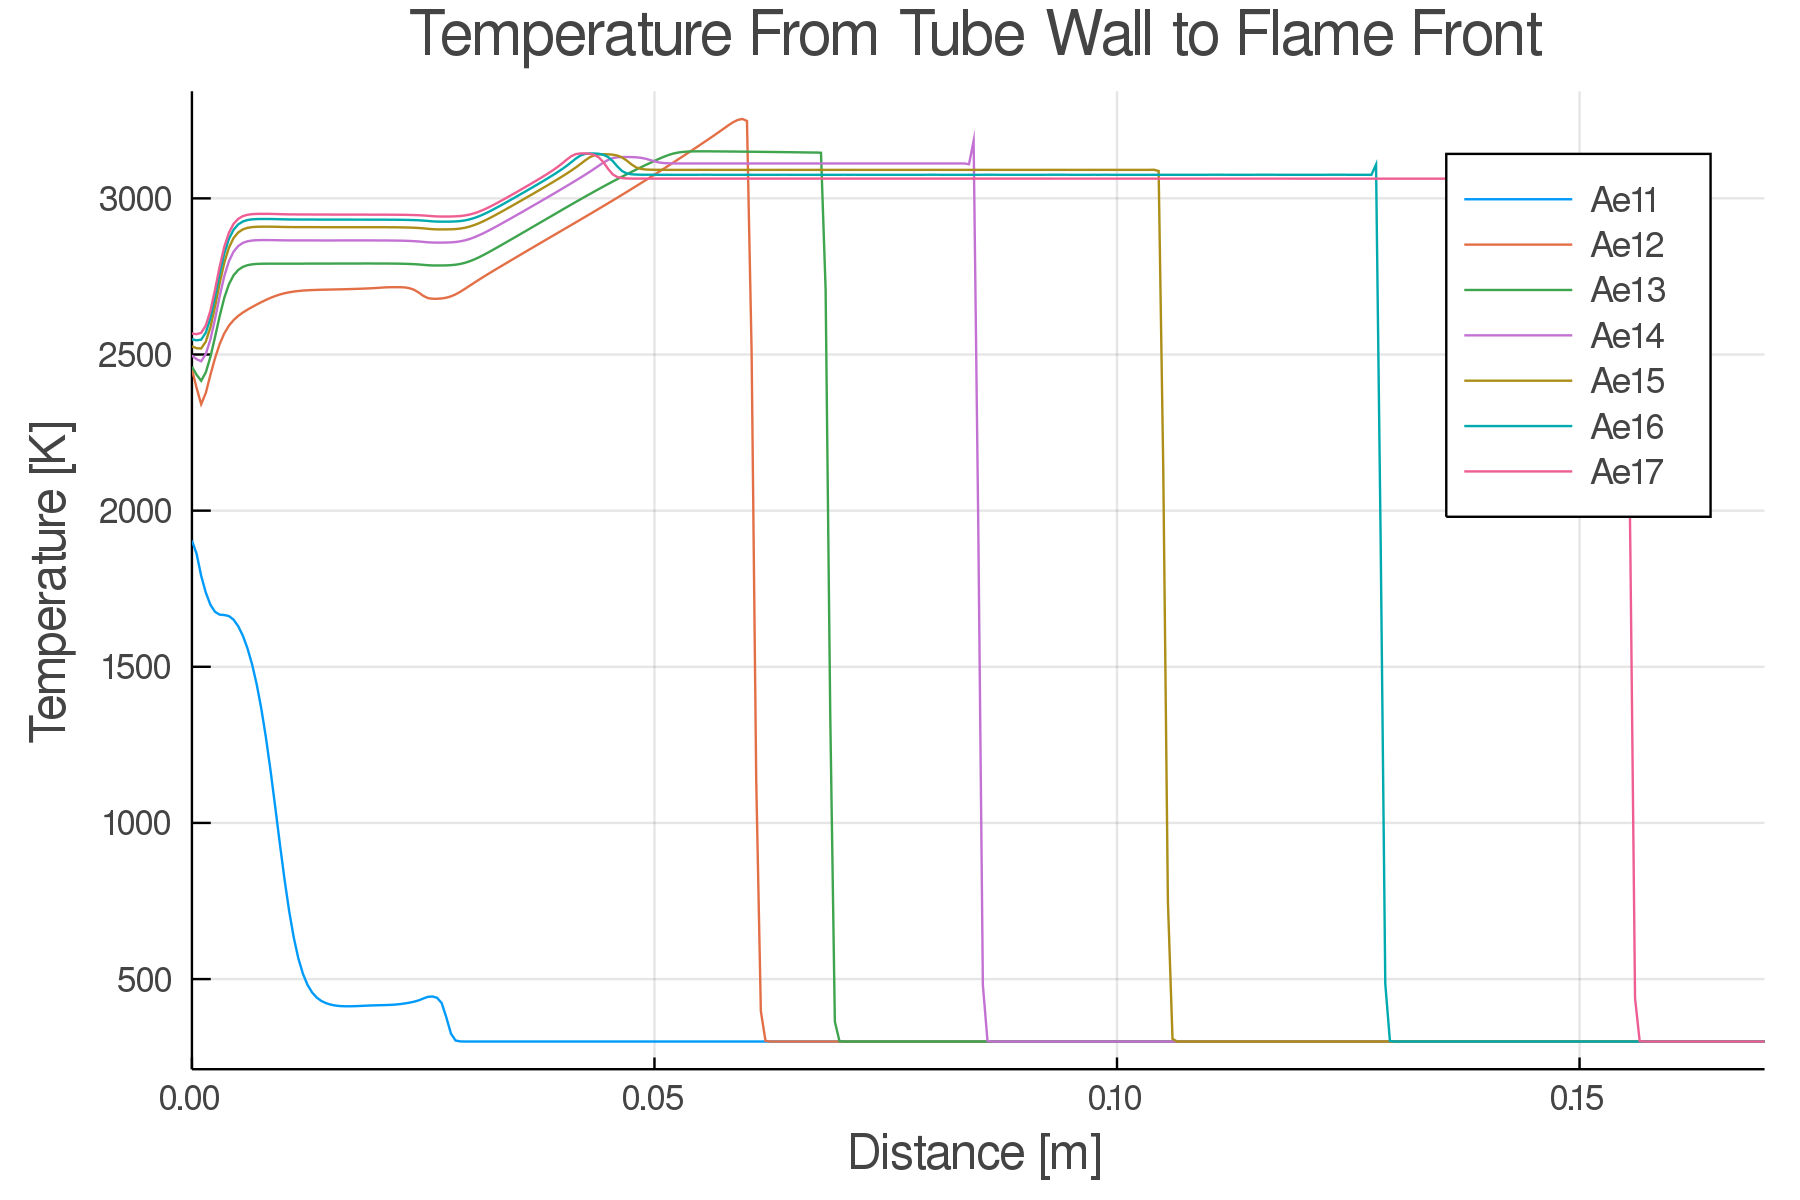 Temperature From Tube Wall to Flame Front
Temperature [K]
3000
2500
2000
1500
1000
500
0.00
0.05
0.10
0.15
Distance [m]
Ae11
Ae12
Ae13
Ae14
Ae15
Ae16
Ae17